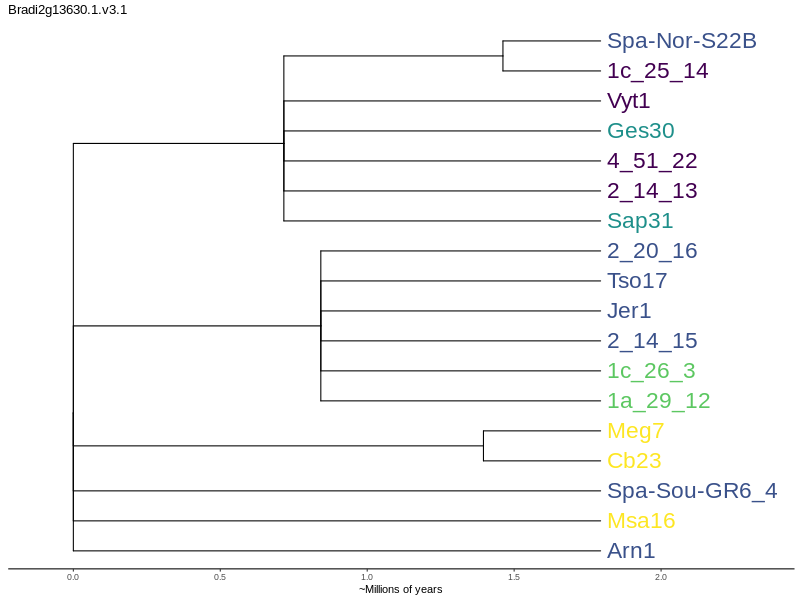 Bradi2g13630.1.v3.1
Spa-Nor-S22B
1c_25_14
Vyt1
Ges30
4_51_22
2_14_13
Sap31
2_20_16
Tso17
Jer1
2_14_15
1c_26_3
1a_29_12
Meg7
Cb23
Spa-Sou-GR6_4
Msa16
Arn1
0.0 0.5 1.0 1.5 2.0
~Millions of years